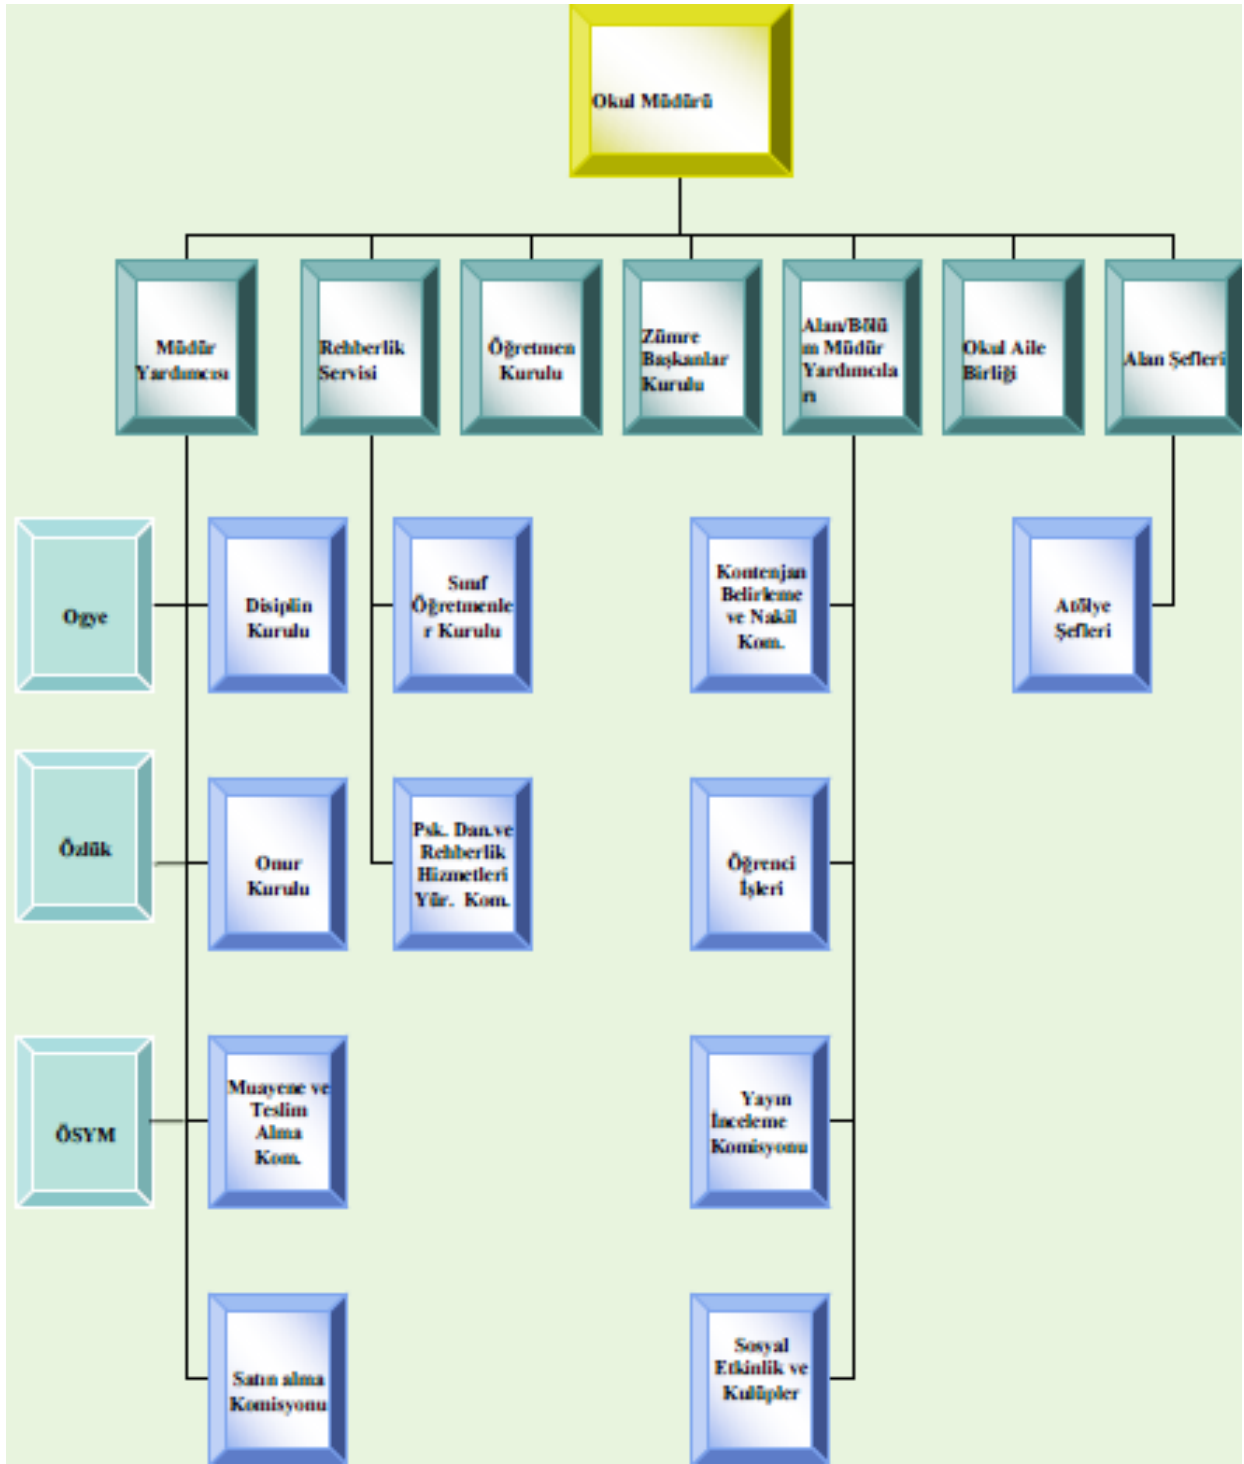 Okul Müdürü
Müdür
Yardımcısı
Rehberlik
Servisi
Öğretmen
Kurulu
Zümre
Başkanlar
Kurulu
Alan/Bölü
m Müdür
Yardımcıla
rı
Okul Aile
Birliği
Alan Şefleri
Ogye
Disiplin
Kurulu
Sınıf
Öğretmenle
r Kurulu
Kontenjan
Belirleme
ve Nakil
Kom.
Atölye
Şefleri
Özlük
Onur
Kurulu
Psk. Dan.ve
Rehberlik
Hizmetleri
Yür. Kom.
Öğrenci
İşleri
ÖSYM
Muayene ve
Teslim
Alma
Kom.
Yayın
İnceleme
Komisyonu
Satın alma
Komisyonu
Sosyal
Etkinlik ve
Kulüpler